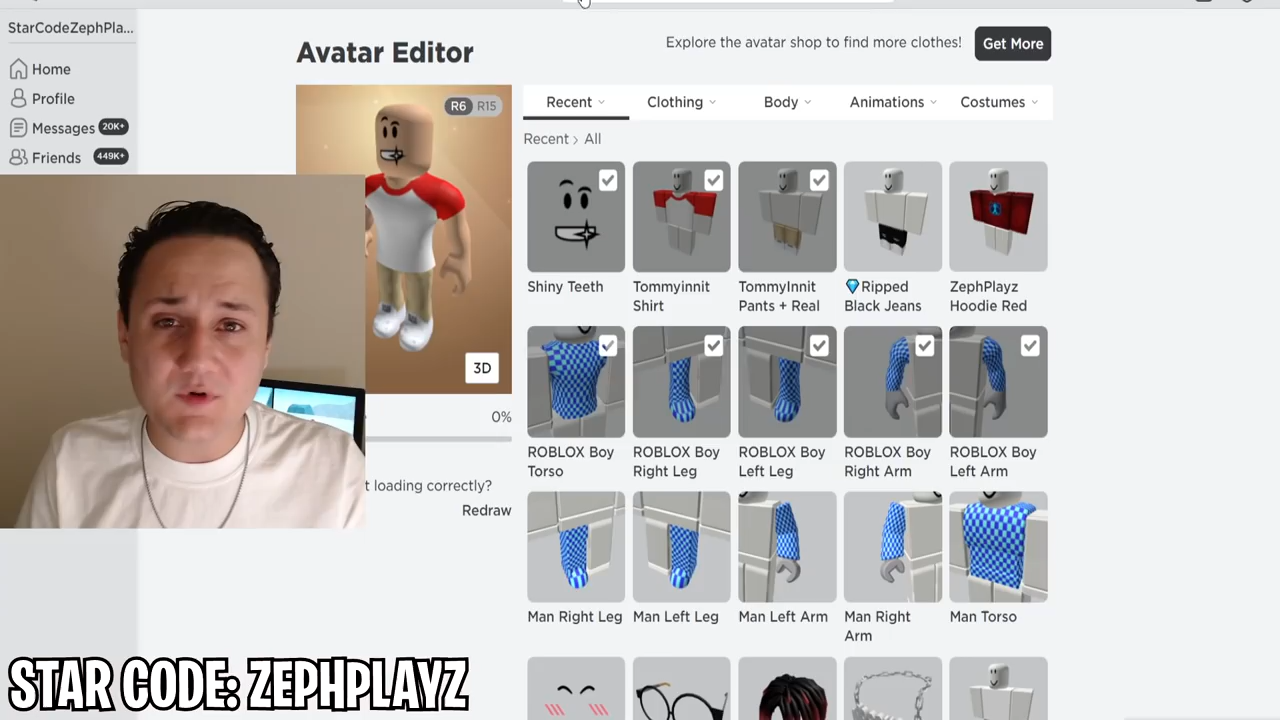 StarCodeZephPla...
Home
Profile
Messages 20K+
Friends 449K+
Avatar Editor
Explore the avatar shop to find more clothes! Get More
R6 R15
3D
0%
t loading correctly?
Redraw
Recent Clothing Body Animations Costumes
Recent > All
Shiny Teeth
Tommyinnit
Shirt
TommyInnit
Pants + Real
💎Ripped
Black Jeans
ZephPlayz
Hoodie Red
ROBLOX Boy
Torso
ROBLOX Boy
Right Leg
ROBLOX Boy
Left Leg
ROBLOX Boy
Right Arm
ROBLOX Boy
Left Arm
Man Right Leg
Man Left Leg
Man Left Arm
Man Right
Arm
Man Torso
STAR CODE: ZEPHPLAYZ